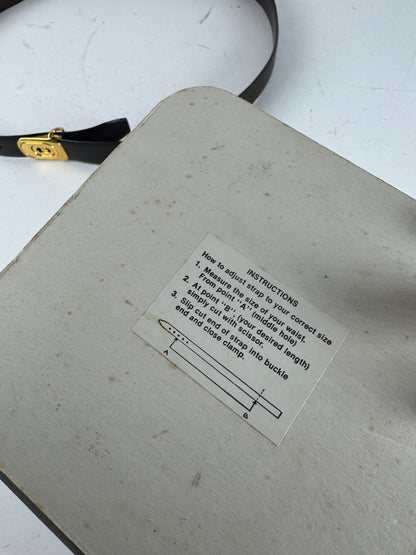 INSTRUCTIONS
How to adjust strap to your correct size
1. Measure the size of your waist.
From point "A" (middle hole)
2. At point "B" (your desired length)
simply cut with scissor.
3. Slip cut end of strap into buckle
end and close clamp.
A
B